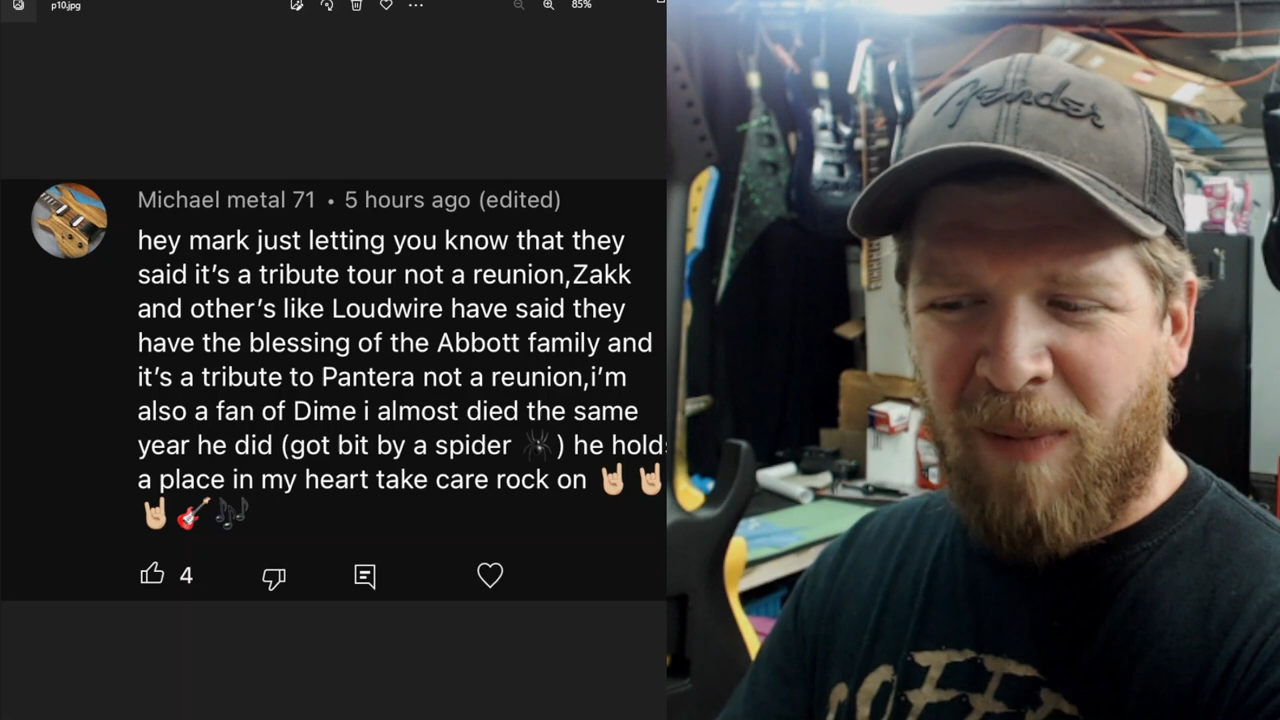 p10.jpg
85%
Michael metal 71 • 5 hours ago (edited)
hey mark just letting you know that they
said it's a tribute tour not a reunion,Zakk
and other's like Loudwire have said they
have the blessing of the Abbott family and
it's a tribute to Pantera not a reunion,i'm
also a fan of Dime i almost died the same
year he did (got bit by a spider 🕷️) he holds
a place in my heart take care rock on 🤘🏼 🤘🏼
🤘🏼 🎸 🎶
4
Fender
COFFE